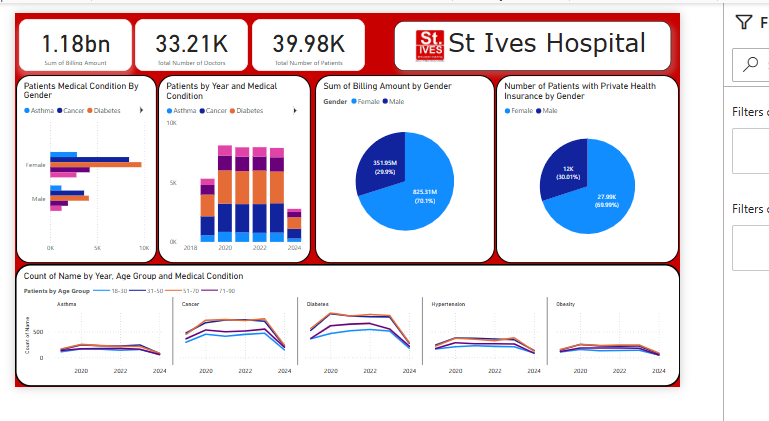 1.18bn
Sum of Billing Amount
33.21K
Total Number of Doctors
39.98K
Total Number of Patients
St.
IVES
St Ives Hospital
Patients Medical Condition By
Gender
Asthma Cancer Diabetes
Female
Male
0K 5K 10K
Patients by Year and Medical
Condition
Asthma Cancer Diabetes
10K
5K
0K
2018 2020 2022 2024
Sum of Billing Amount by Gender
Gender Female Male
351.95M
(29.9%)
825.31M
(70.1%)
Number of Patients with Private Health
Insurance by Gender
Female Male
12K
(30.01%)
27.99K
(69.99%)
Count of Name by Year, Age Group and Medical Condition
Patients by Age Group 18-30 31-50 51-70 71-90
Asthma Cancer Diabetes Hypertension Obesity
Count of Name
500
0
2020 2022 2024 2020 2022 2024 2020 2022 2024 2020 2022 2024 2020 2022 2024
F
Filters
Filters